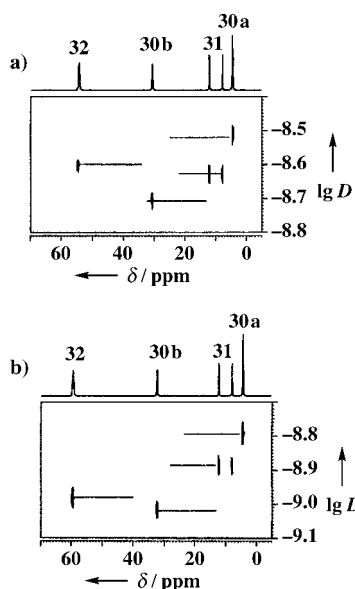 a)
32 30b 31 30a
−8.5
−8.6
−8.7
−8.8
lg D
60 40 20 0
δ / ppm
b)
32 30b 31 30a
−8.8
−8.9
−9.0
−9.1
lg D
60 40 20 0
δ / ppm